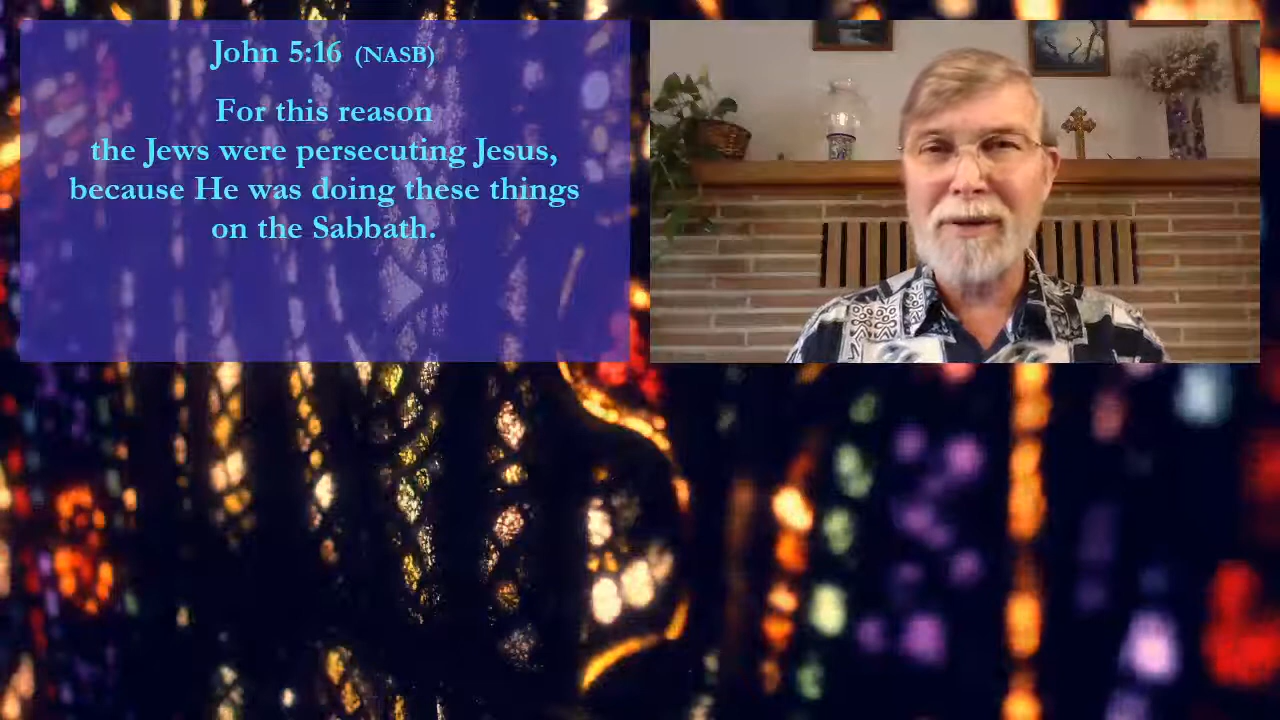 John 5:16 (NASB)
For this reason
the Jews were persecuting Jesus,
because He was doing these things
on the Sabbath.